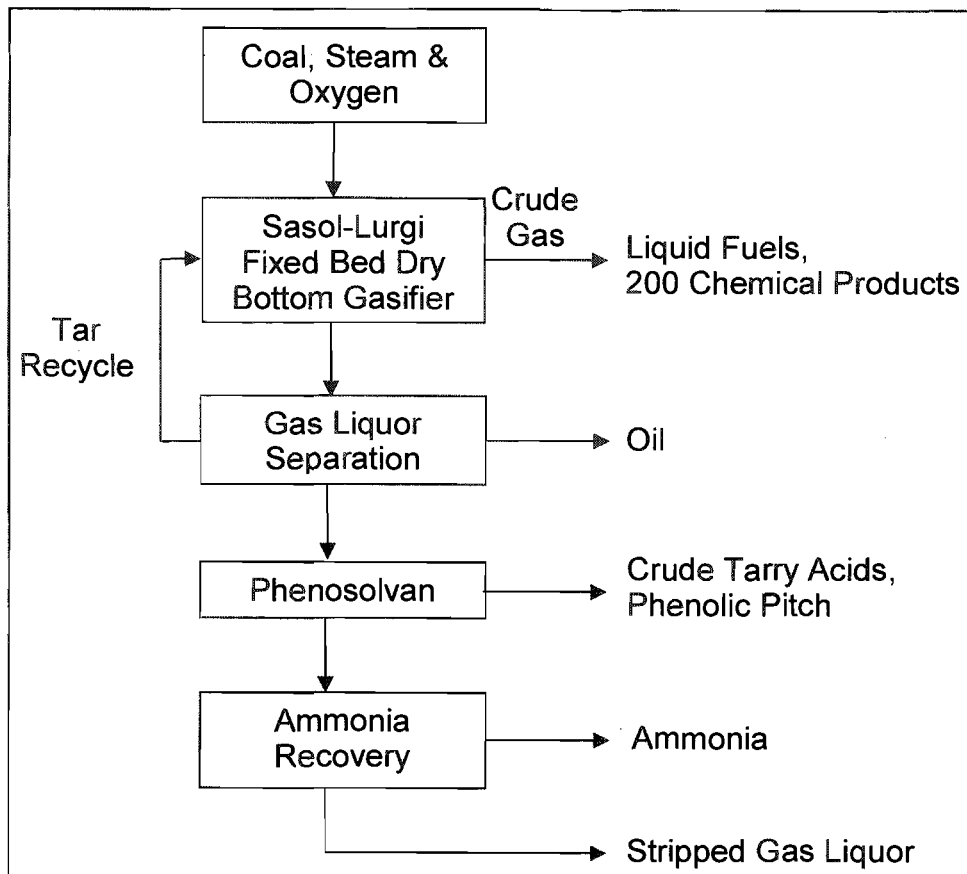 Coal, Steam &
Oxygen
Crude
Gas
Sasol-Lurgi
Fixed Bed Dry
Bottom Gasifier
Liquid Fuels,
200 Chemical Products
Tar
Recycle
Gas Liquor
Separation
Oil
Phenosolvan
Crude Tarry Acids,
Phenolic Pitch
Ammonia
Recovery
Ammonia
Stripped Gas Liquor